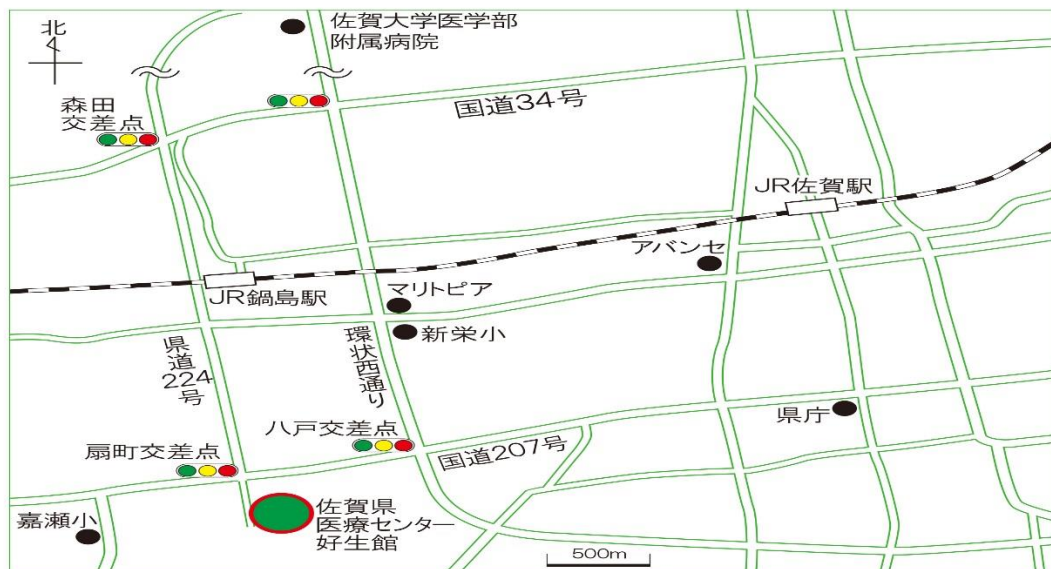 北
佐賀大学医学部
附属病院
森田
交差点
国道34号
JR佐賀駅
アバンセ
JR鍋島駅
マリトピア
新栄小
県道224号
環状西通り
県庁
八戸交差点
国道207号
扇町交差点
嘉瀬小
佐賀県
医療センター
好生館
500m